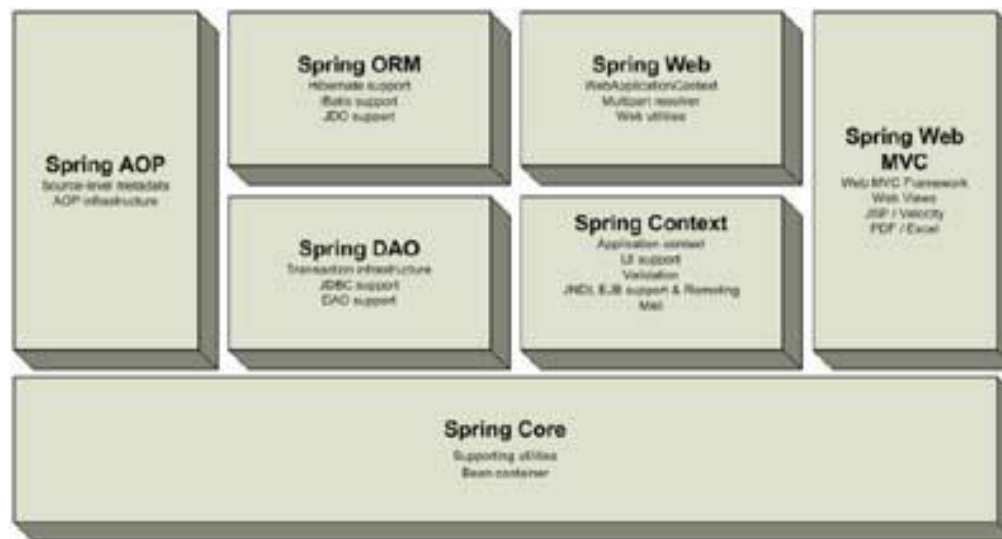 Spring AOP
Source-level metadata
AOP infrastructure
Spring ORM
Hibernate support
iBatis support
JDO support
Spring Web
WebApplicationContext
Multipart resolver
Web utilities
Spring Web
MVC
Web MVC Framework
Web Views
JSP / Velocity
PDF / Excel
Spring DAO
Transaction infrastructure
JDBC support
DAO support
Spring Context
Application context
UI support
Validation
JNDI, EJB support & Remoting
Mail
Spring Core
Supporting utilities
Bean container